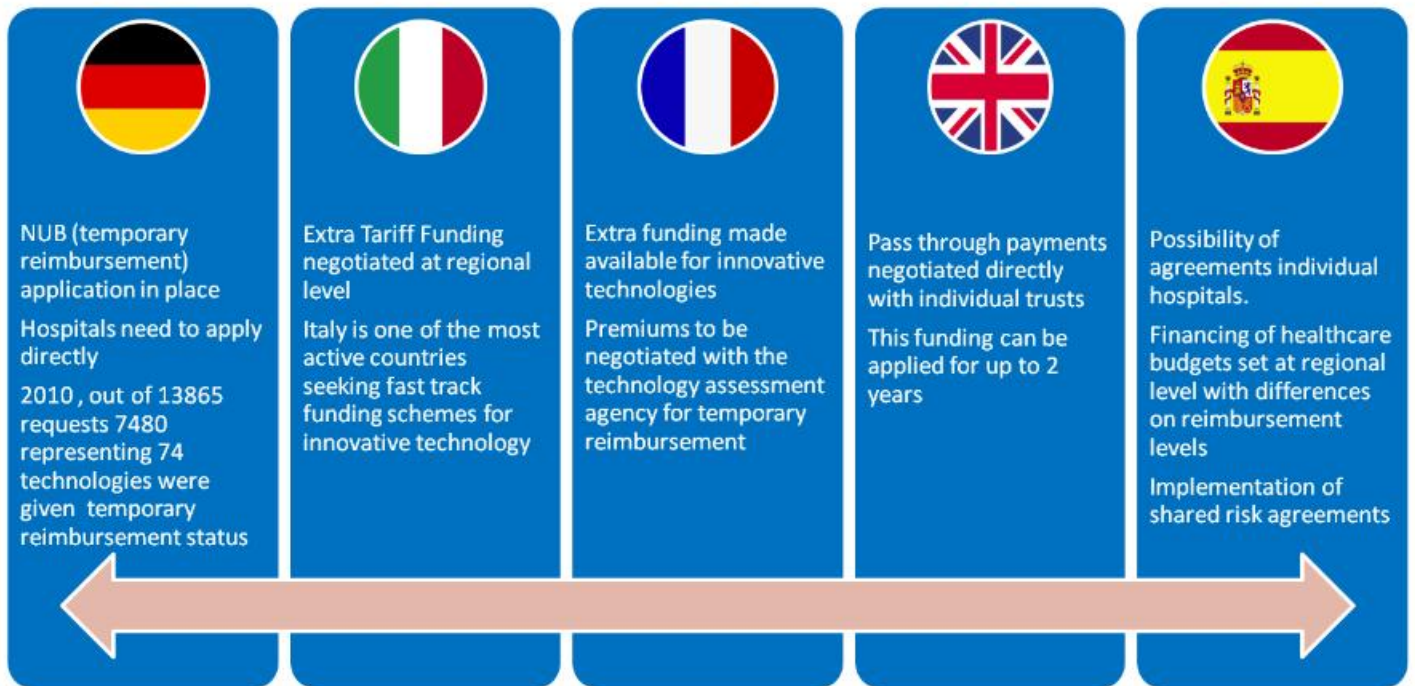 NUB (temporary
reimbursement)
application in place
Hospitals need to apply
directly
2010 , out of 13865
requests 7480
representing 74
technologies were
given temporary
reimbursement status
Extra Tariff Funding
negotiated at regional
level
Italy is one of the most
active countries
seeking fast track
funding schemes for
innovative technology
Extra funding made
available for innovative
technologies
Premiums to be
negotiated with the
technology assessment
agency for temporary
reimbursement
Pass through payments
negotiated directly
with individual trusts
This funding can be
applied for up to 2
years
Possibility of
agreements individual
hospitals.
Financing of healthcare
budgets set at regional
level with differences
on reimbursement
levels
Implementation of
shared risk agreements